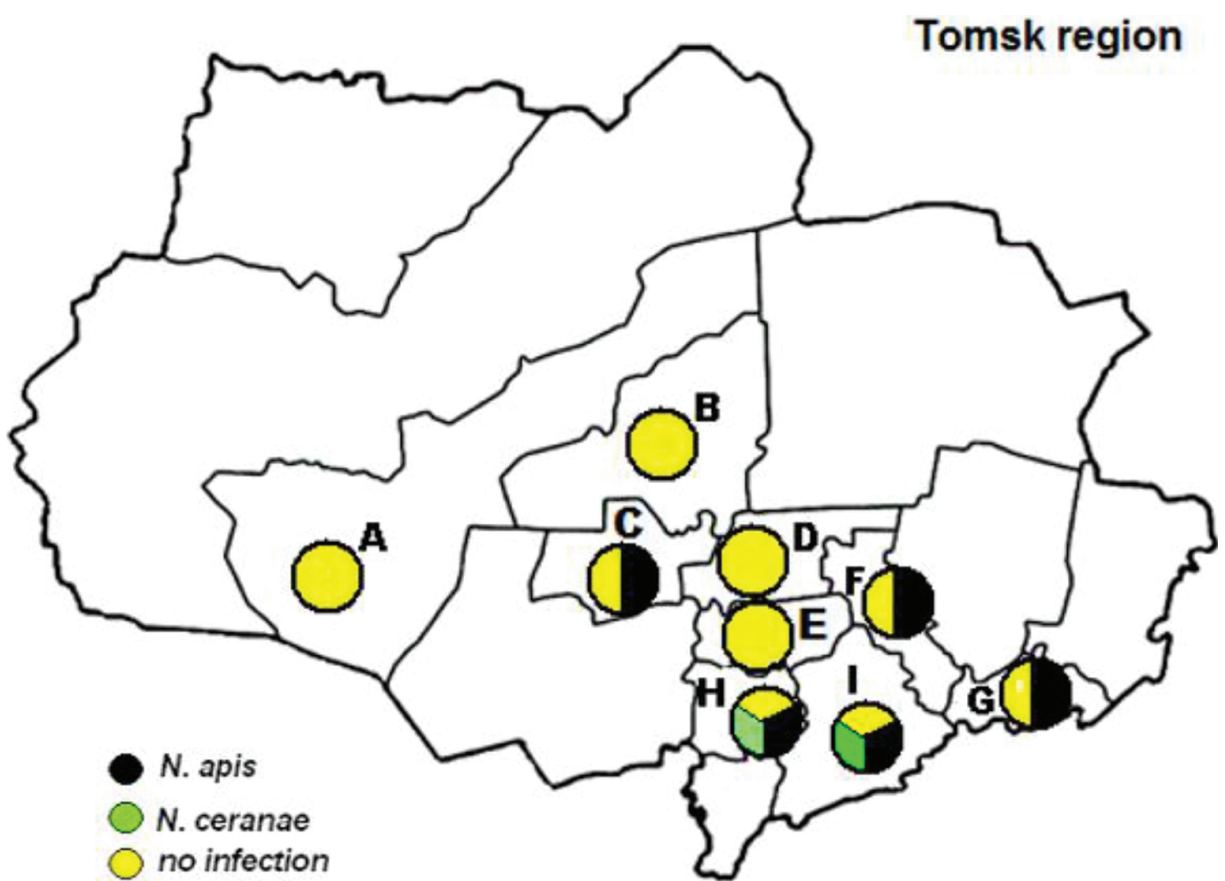 Tomsk region
B
A
C
D
F
E
H
I
G
N. apis
N. ceranae
no infection